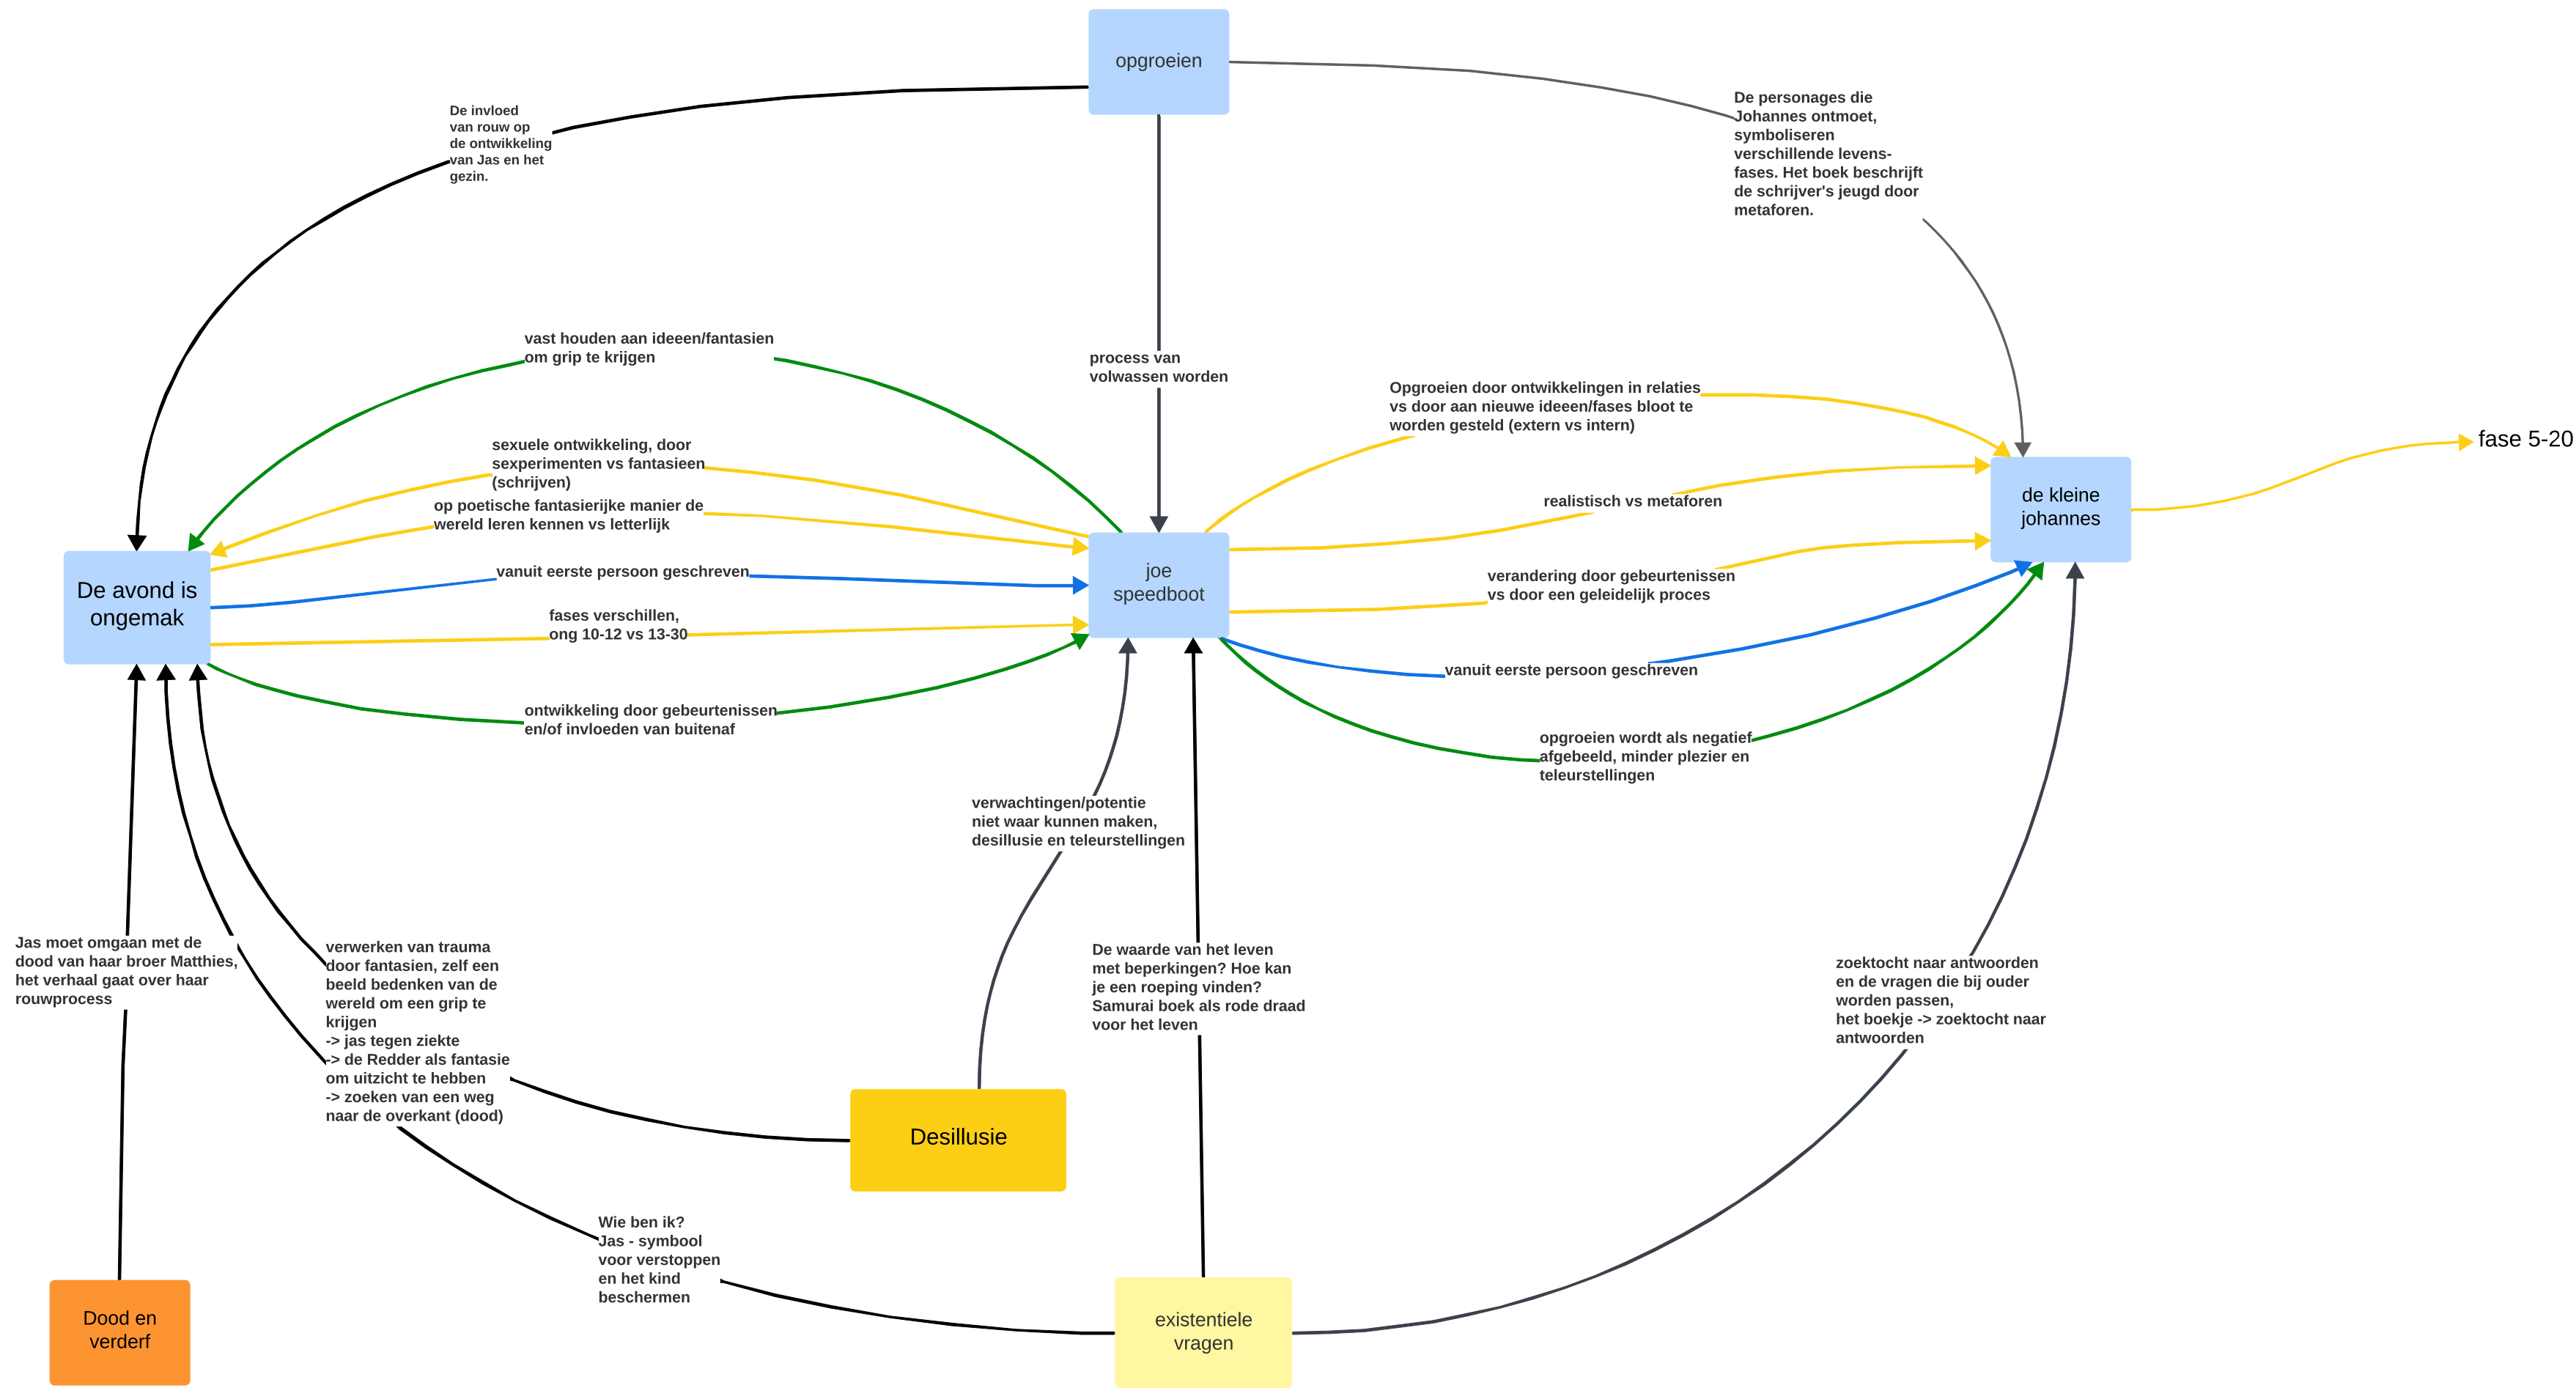 opgroeien
De invloed
van rouw op
de ontwikkeling
van Jas en het
gezin.
De personages die
Johannes ontmoet,
symboliseren
verschillende levens-
fases. Het boek beschrijft
de schrijver's jeugd door
metaforen.
vast houden aan ideeen/fantasien
om grip te krijgen
process van
volwassen worden
Opgroeien door ontwikkelingen in relaties
vs door aan nieuwe ideeen/fases bloot te
worden gesteld (extern vs intern)
fase 5-20
sexuele ontwikkeling, door
sexperimenten vs fantasieen
(schrijven)
op poetische fantasierijke manier de
wereld leren kennen vs letterlijk
realistisch vs metaforen
de kleine
johannes
De avond is
ongemak
vanuit eerste persoon geschreven
joe
speedboot
verandering door gebeurtenissen
vs door een geleidelijk proces
fases verschillen,
ong 10-12 vs 13-30
vanuit eerste persoon geschreven
ontwikkeling door gebeurtenissen
en/of invloeden van buitenaf
opgroeien wordt als negatief
afgebeeld, minder plezier en
teleurstellingen
verwachtingen/potentie
niet waar kunnen maken,
desillusie en teleurstellingen
Jas moet omgaan met de
dood van haar broer Matthies,
het verhaal gaat over haar
rouwprocess
verwerken van trauma
door fantasien, zelf een
beeld bedenken van de
wereld om een grip te
krijgen
-> jas tegen ziekte
-> de Redder als fantasie
om uitzicht te hebben
-> zoeken van een weg
naar de overkant (dood)
De waarde van het leven
met beperkingen? Hoe kan
je een roeping vinden?
Samurai boek als rode draad
voor het leven
zoektocht naar antwoorden
en de vragen die bij ouder
worden passen,
het boekje -> zoektocht naar
antwoorden
Desillusie
Wie ben ik?
Jas - symbool
voor verstoppen
en het kind
beschermen
Dood en
verderf
existentiele
vragen